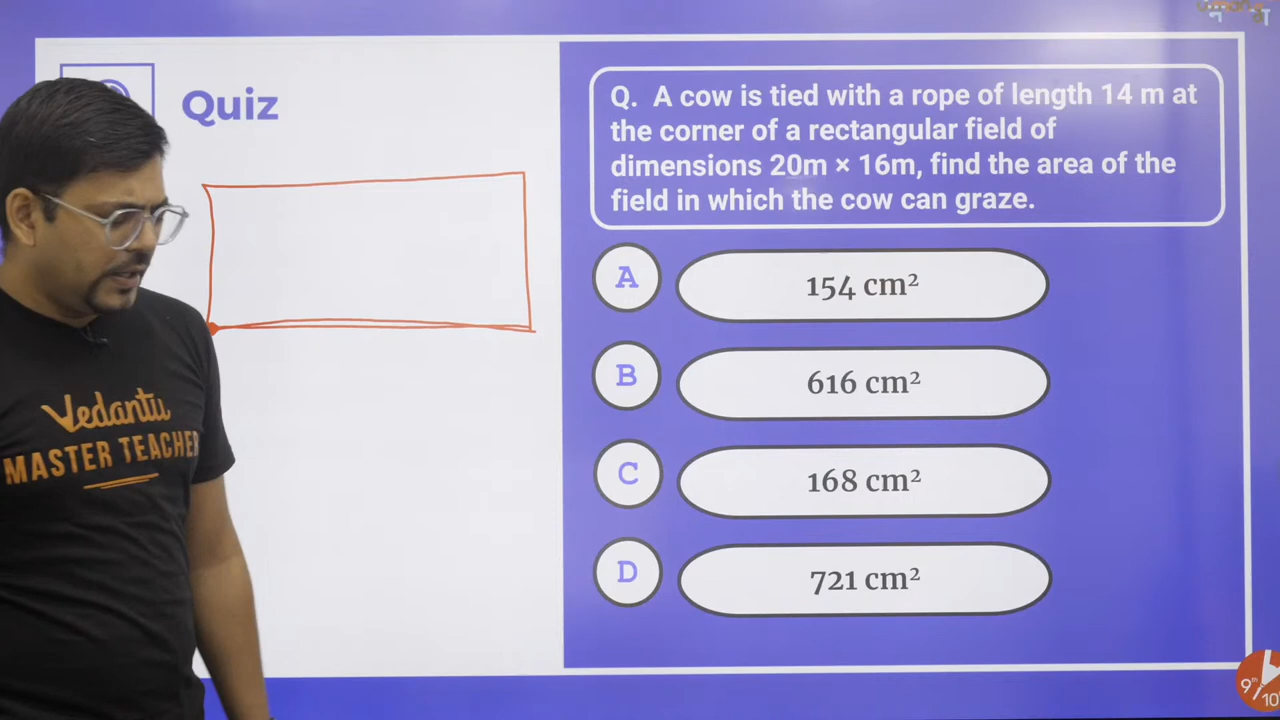 Quiz
Q. A cow is tied with a rope of length 14 m at
the corner of a rectangular field of
dimensions 20m × 16m, find the area of the
field in which the cow can graze.
A
154 cm²
B
616 cm²
C
168 cm²
D
721 cm²
Vedantu
MASTER TEACHER
9th/10th